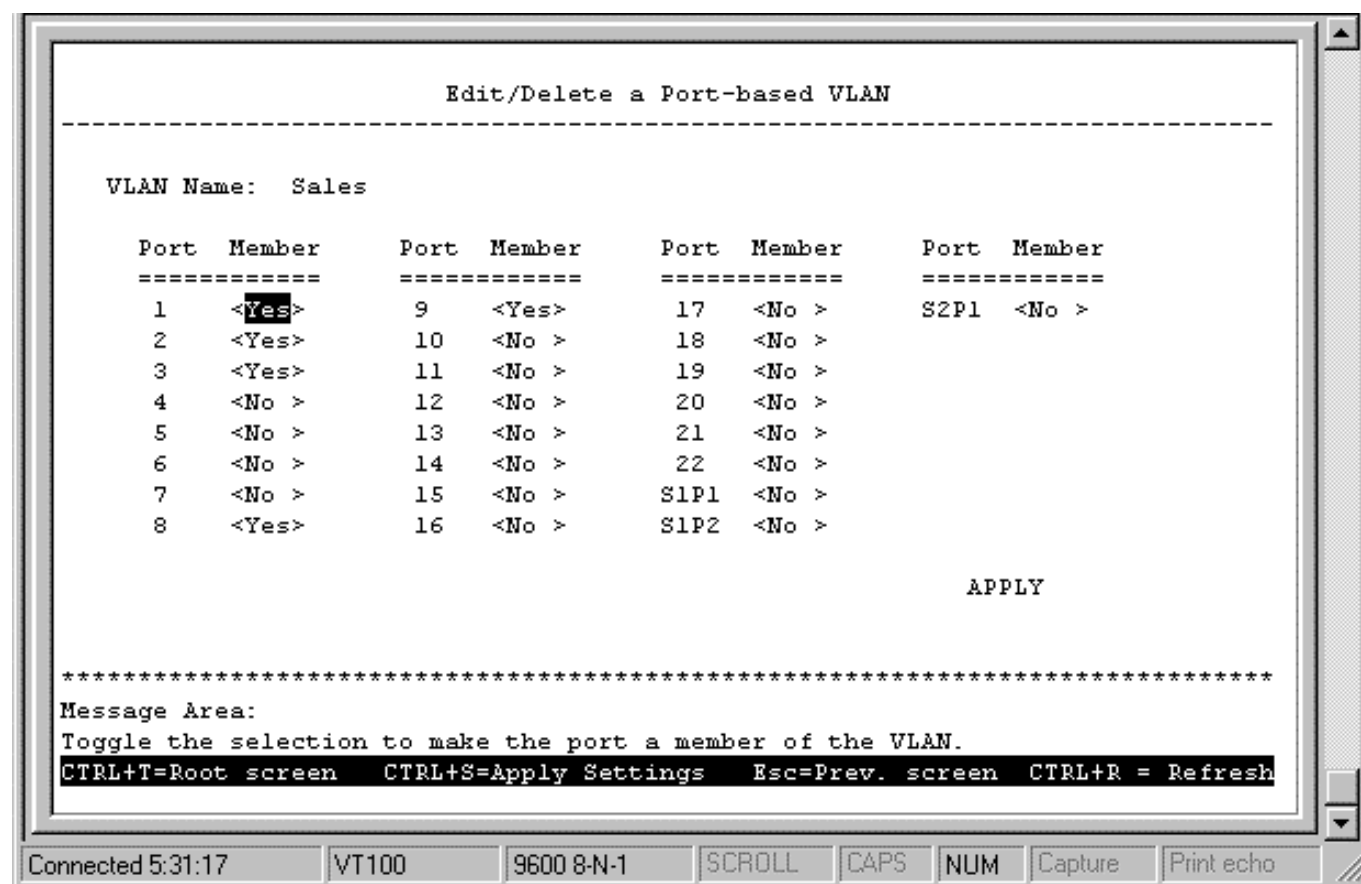 Edit/Delete a Port-based VLAN
--------------------------------------------------------------------------------
VLAN Name: Sales
Port Member Port Member Port Member Port Member
============ ============ ============ ============
1 <Yes> 9 <Yes> 17 <No > S2P1 <No >
2 <Yes> 10 <No > 18 <No >
3 <Yes> 11 <No > 19 <No >
4 <No > 12 <No > 20 <No >
5 <No > 13 <No > 21 <No >
6 <No > 14 <No > 22 <No >
7 <No > 15 <No > S1P1 <No >
8 <Yes> 16 <No > S1P2 <No >
APPLY
********************************************************************************
Message Area:
Toggle the selection to make the port a member of the VLAN.
CTRL+T=Root screen CTRL+S=Apply Settings Esc=Prev. screen CTRL+R = Refresh
Connected 5:31:17 VT100 9600 8-N-1 SCROLL CAPS NUM Capture Print echo